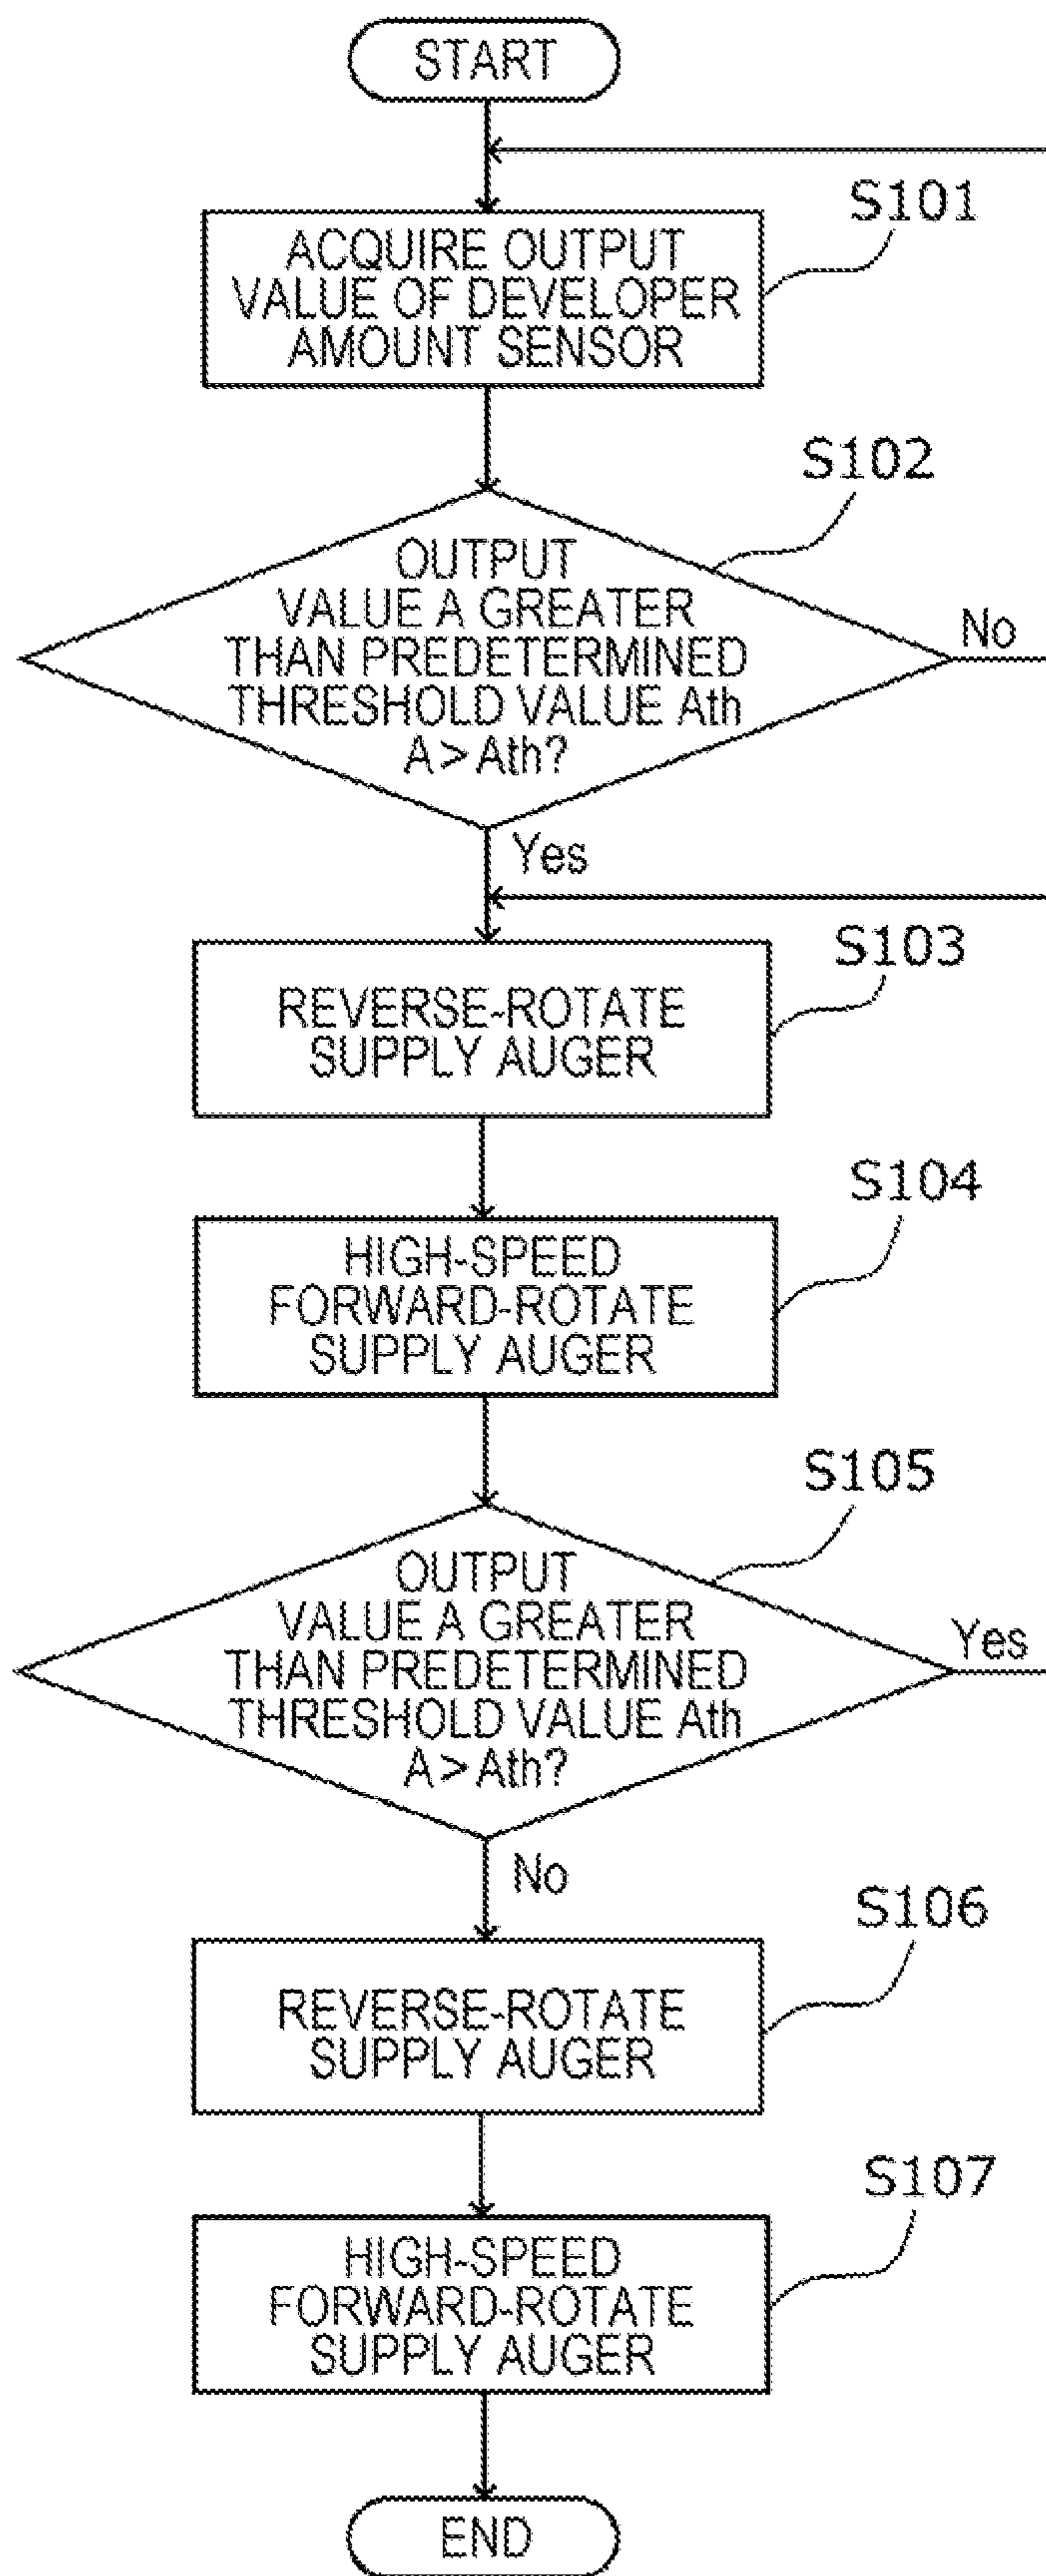 START
S101
ACQUIRE OUTPUT
VALUE OF DEVELOPER
AMOUNT SENSOR
S102
OUTPUT
VALUE A GREATER
THAN PREDETERMINED
THRESHOLD VALUE Ath
A > Ath?
No
Yes
S103
REVERSE-ROTATE
SUPPLY AUGER
S104
HIGH-SPEED
FORWARD-ROTATE
SUPPLY AUGER
S105
OUTPUT
VALUE A GREATER
THAN PREDETERMINED
THRESHOLD VALUE Ath
A > Ath?
Yes
No
S106
REVERSE-ROTATE
SUPPLY AUGER
S107
HIGH-SPEED
FORWARD-ROTATE
SUPPLY AUGER
END